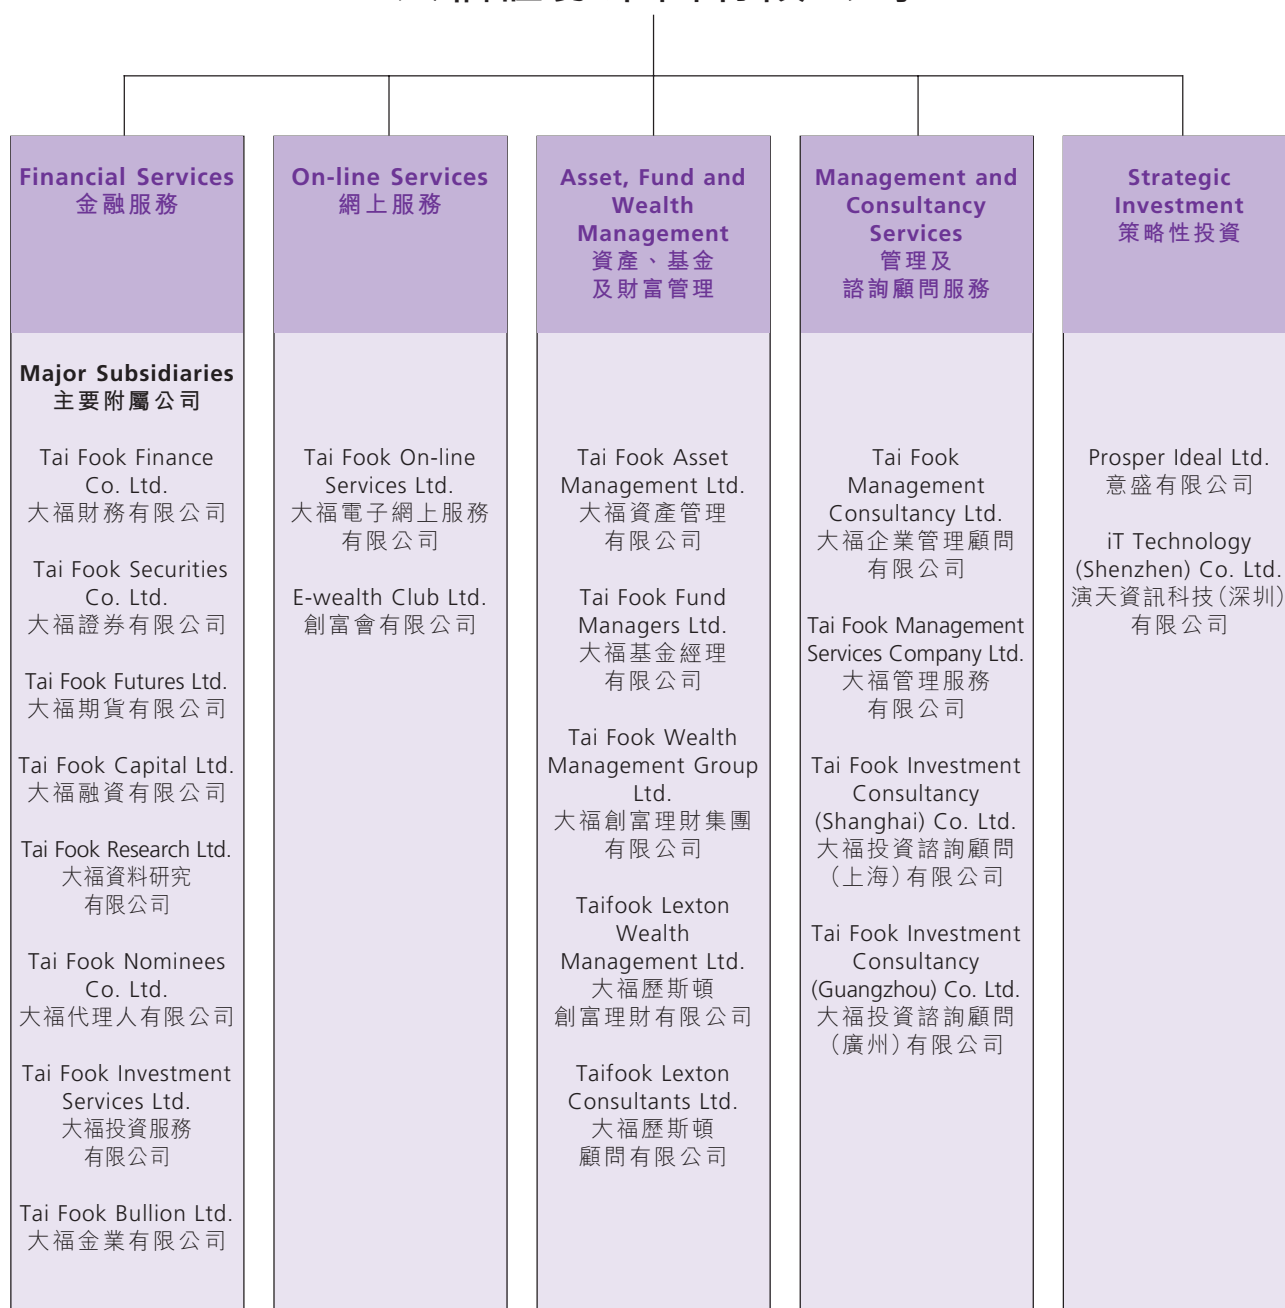 Financial Services
金融服務
Major Subsidiaries
主要附屬公司
Tai Fook Finance
Co. Ltd.
大福財務有限公司
Tai Fook Securities
Co. Ltd.
大福證券有限公司
Tai Fook Futures Ltd.
大福期貨有限公司
Tai Fook Capital Ltd.
大福融資有限公司
Tai Fook Research Ltd.
大福資料研究
有限公司
Tai Fook Nominees
Co. Ltd.
大福代理人有限公司
Tai Fook Investment
Services Ltd.
大福投資服務
有限公司
Tai Fook Bullion Ltd.
大福金業有限公司
On-line Services
網上服務
Tai Fook On-line
Services Ltd.
大福電子網上服務
有限公司
E-wealth Club Ltd.
創富會有限公司
Asset, Fund and
Wealth
Management
資產、基金
及財富管理
Tai Fook Asset
Management Ltd.
大福資產管理
有限公司
Tai Fook Fund
Managers Ltd.
大福基金經理
有限公司
Tai Fook Wealth
Management Group
Ltd.
大福創富理財集團
有限公司
Taifook Lexton
Wealth
Management Ltd.
大福歷斯頓
創富理財有限公司
Taifook Lexton
Consultants Ltd.
大福歷斯頓
顧問有限公司
Management and
Consultancy
Services
管理及
諮詢顧問服務
Tai Fook
Management
Consultancy Ltd.
大福企業管理顧問
有限公司
Tai Fook Management
Services Company Ltd.
大福管理服務
有限公司
Tai Fook Investment
Consultancy
(Shanghai) Co. Ltd.
大福投資諮詢顧問
(上海)有限公司
Tai Fook Investment
Consultancy
(Guangzhou) Co. Ltd.
大福投資諮詢顧問
(廣州)有限公司
Strategic
Investment
策略性投資
Prosper Ideal Ltd.
意盛有限公司
iT Technology
(Shenzhen) Co. Ltd.
演天資訊科技(深圳)
有限公司